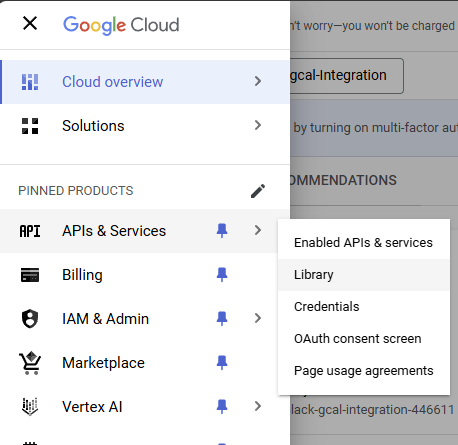 Google Cloud
't worry—you won't be charged
Cloud overview
gcal-Integration
Solutions
by turning on multi-factor
PINNED PRODUCTS
OMMENDATIONS
API APIs & Services
Enabled APIs & services
Library
Credentials
OAuth consent screen
Page usage agreements
Billing
IAM & Admin
Marketplace
Vertex AI
lack-gcal-integration-446611